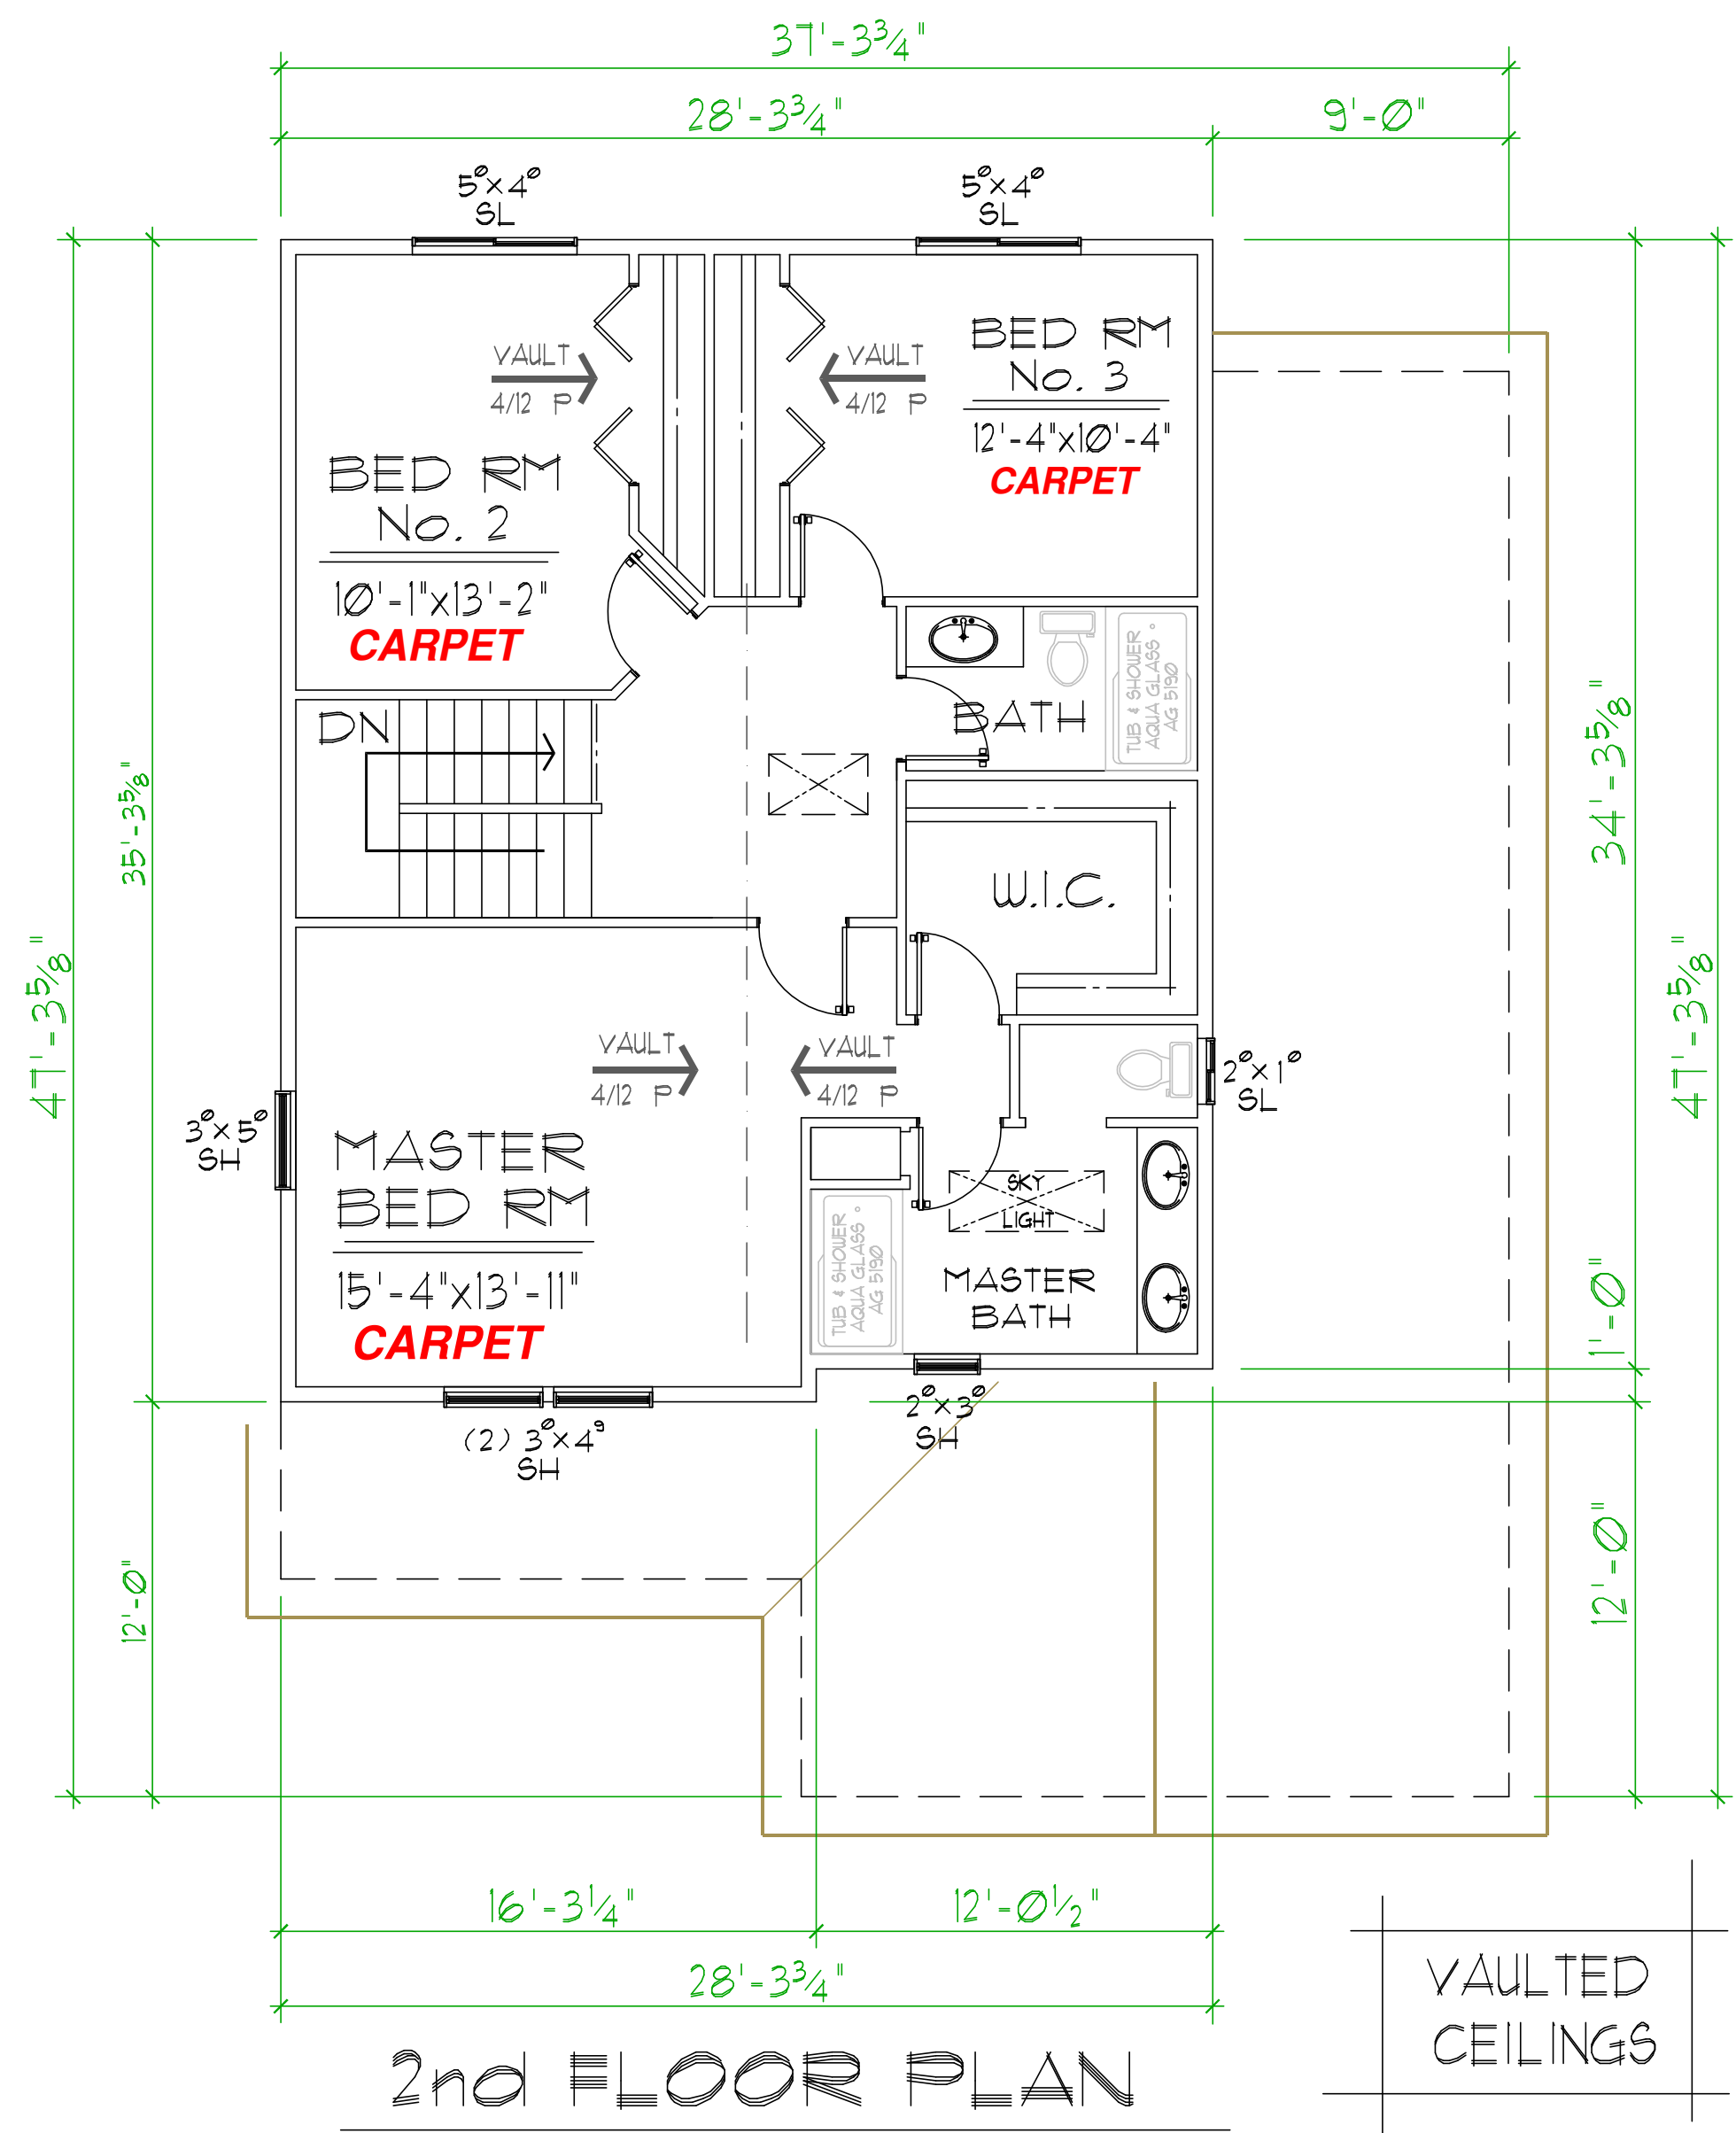 37'-3¾"
28'-3¾"
9'-0"
5⁰x4⁰
SL
5⁰x4⁰
SL
VAULT
4/12 P
VAULT
4/12 P
BED RM
No. 3
12'-4"x10'-4"
CARPET
BED RM
No. 2
10'-1"x13'-2"
CARPET
DN
BATH
TUB & SHOWER
AQUA GLASS
AG 5190
35'-3⅝"
34'-3⅝"
47'-3⅝"
47'-3⅝"
W.I.C.
VAULT
4/12 P
VAULT
4/12 P
2⁰x1⁰
SL
3⁰x5⁰
SH
MASTER
BED RM
15'-4"x13'-11"
CARPET
SKY
LIGHT
TUB & SHOWER
AQUA GLASS
AG 5190
MASTER
BATH
1'-0"
2⁰x3⁰
SH
(2) 3⁰x4⁹
SH
12'-0"
12'-0"
16'-3¼"
12'-0½"
28'-3¾"
VAULTED
CEILINGS
2nd FLOOR PLAN